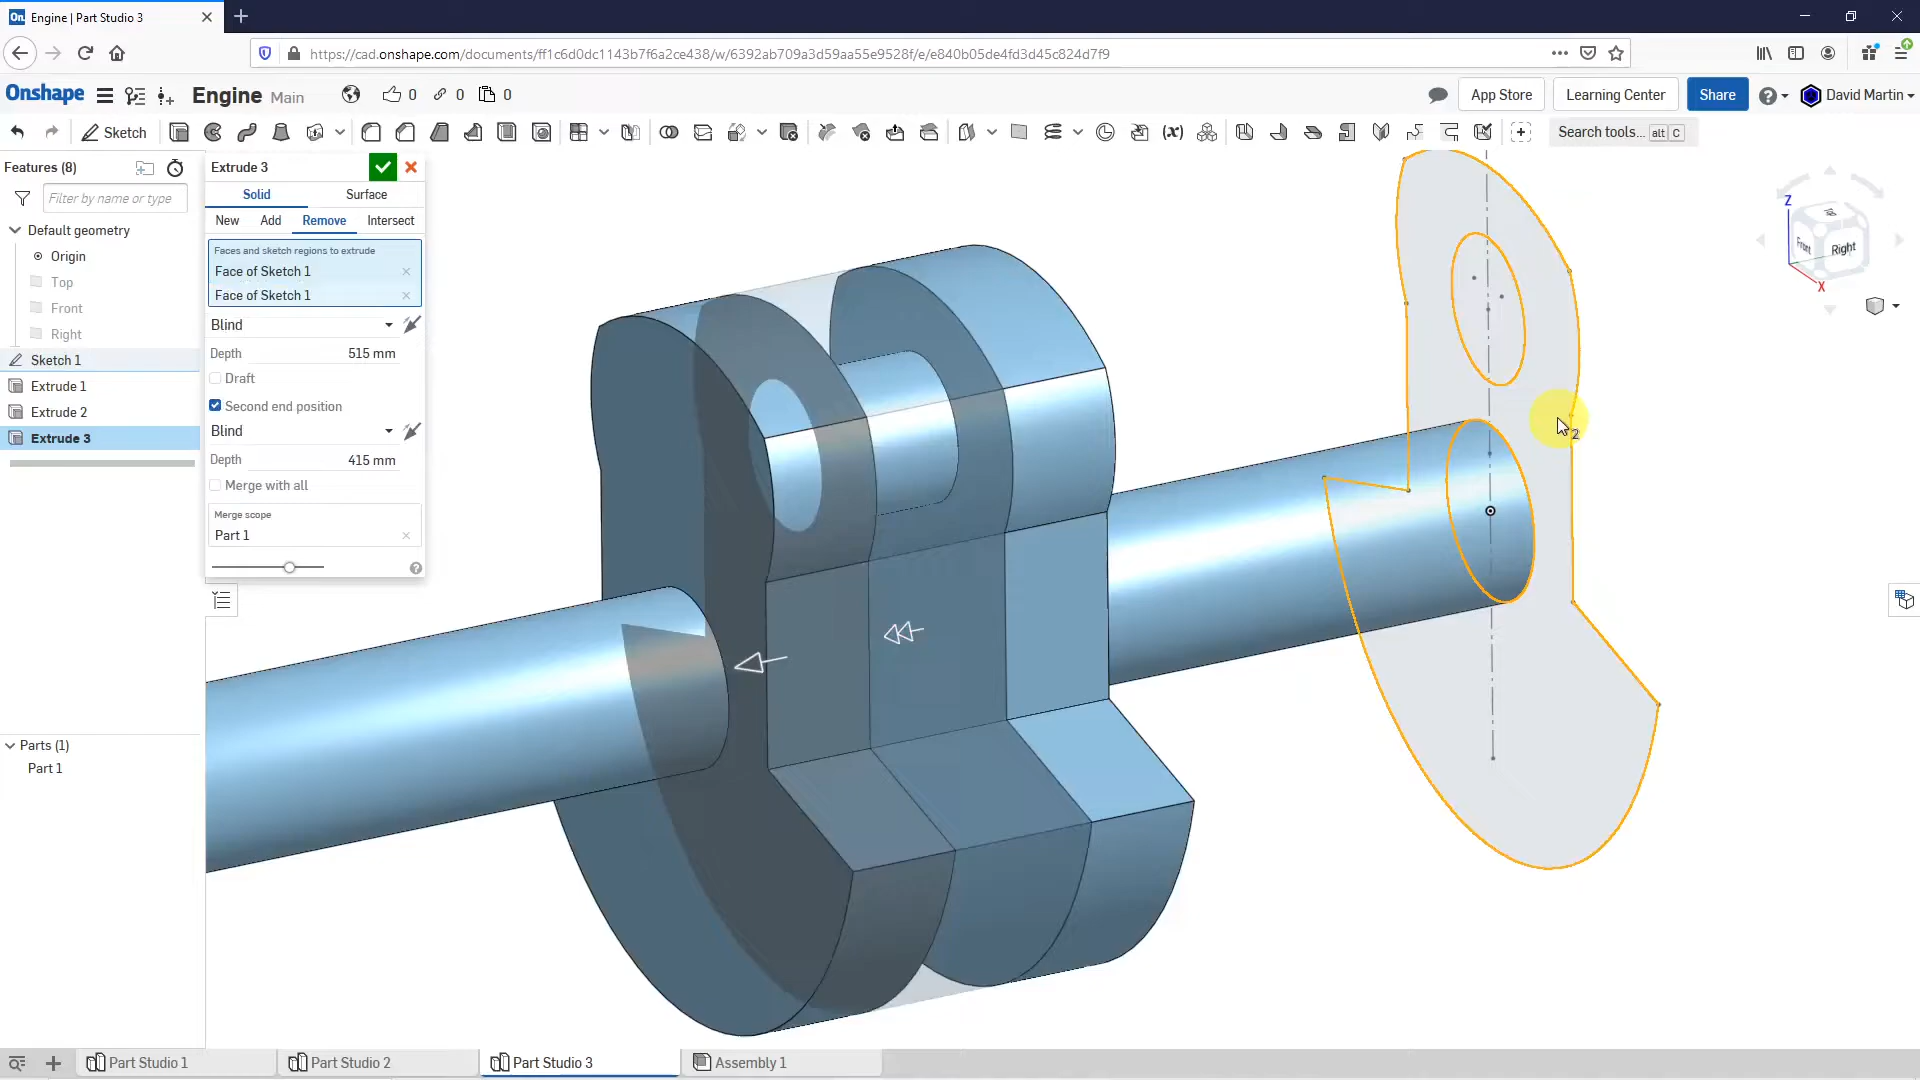 On. Engine | Part Studio 3
https://cad.onshape.com/documents/ff1c6d0dc1143b7f6a2ce438/w/6392ab709a3d59aa55e9528f/e/e840b05de4fd3d45c824d7f9
Onshape Engine Main 0 0 0 App Store Learning Center Share David Martin
Sketch Search tools... alt C
Features (8)
Filter by name or type
Default geometry
Origin
Top
Front
Right
Sketch 1
Extrude 1
Extrude 2
Extrude 3
Parts (1)
Part 1
Extrude 3
Solid Surface
New Add Remove Intersect
Faces and sketch regions to extrude
Face of Sketch 1
Face of Sketch 1
Blind
Depth 515 mm
Draft
Second end position
Blind
Depth 415 mm
Merge with all
Merge scope
Part 1
Z
Front Right
X
2
Part Studio 1 Part Studio 2 Part Studio 3 Assembly 1